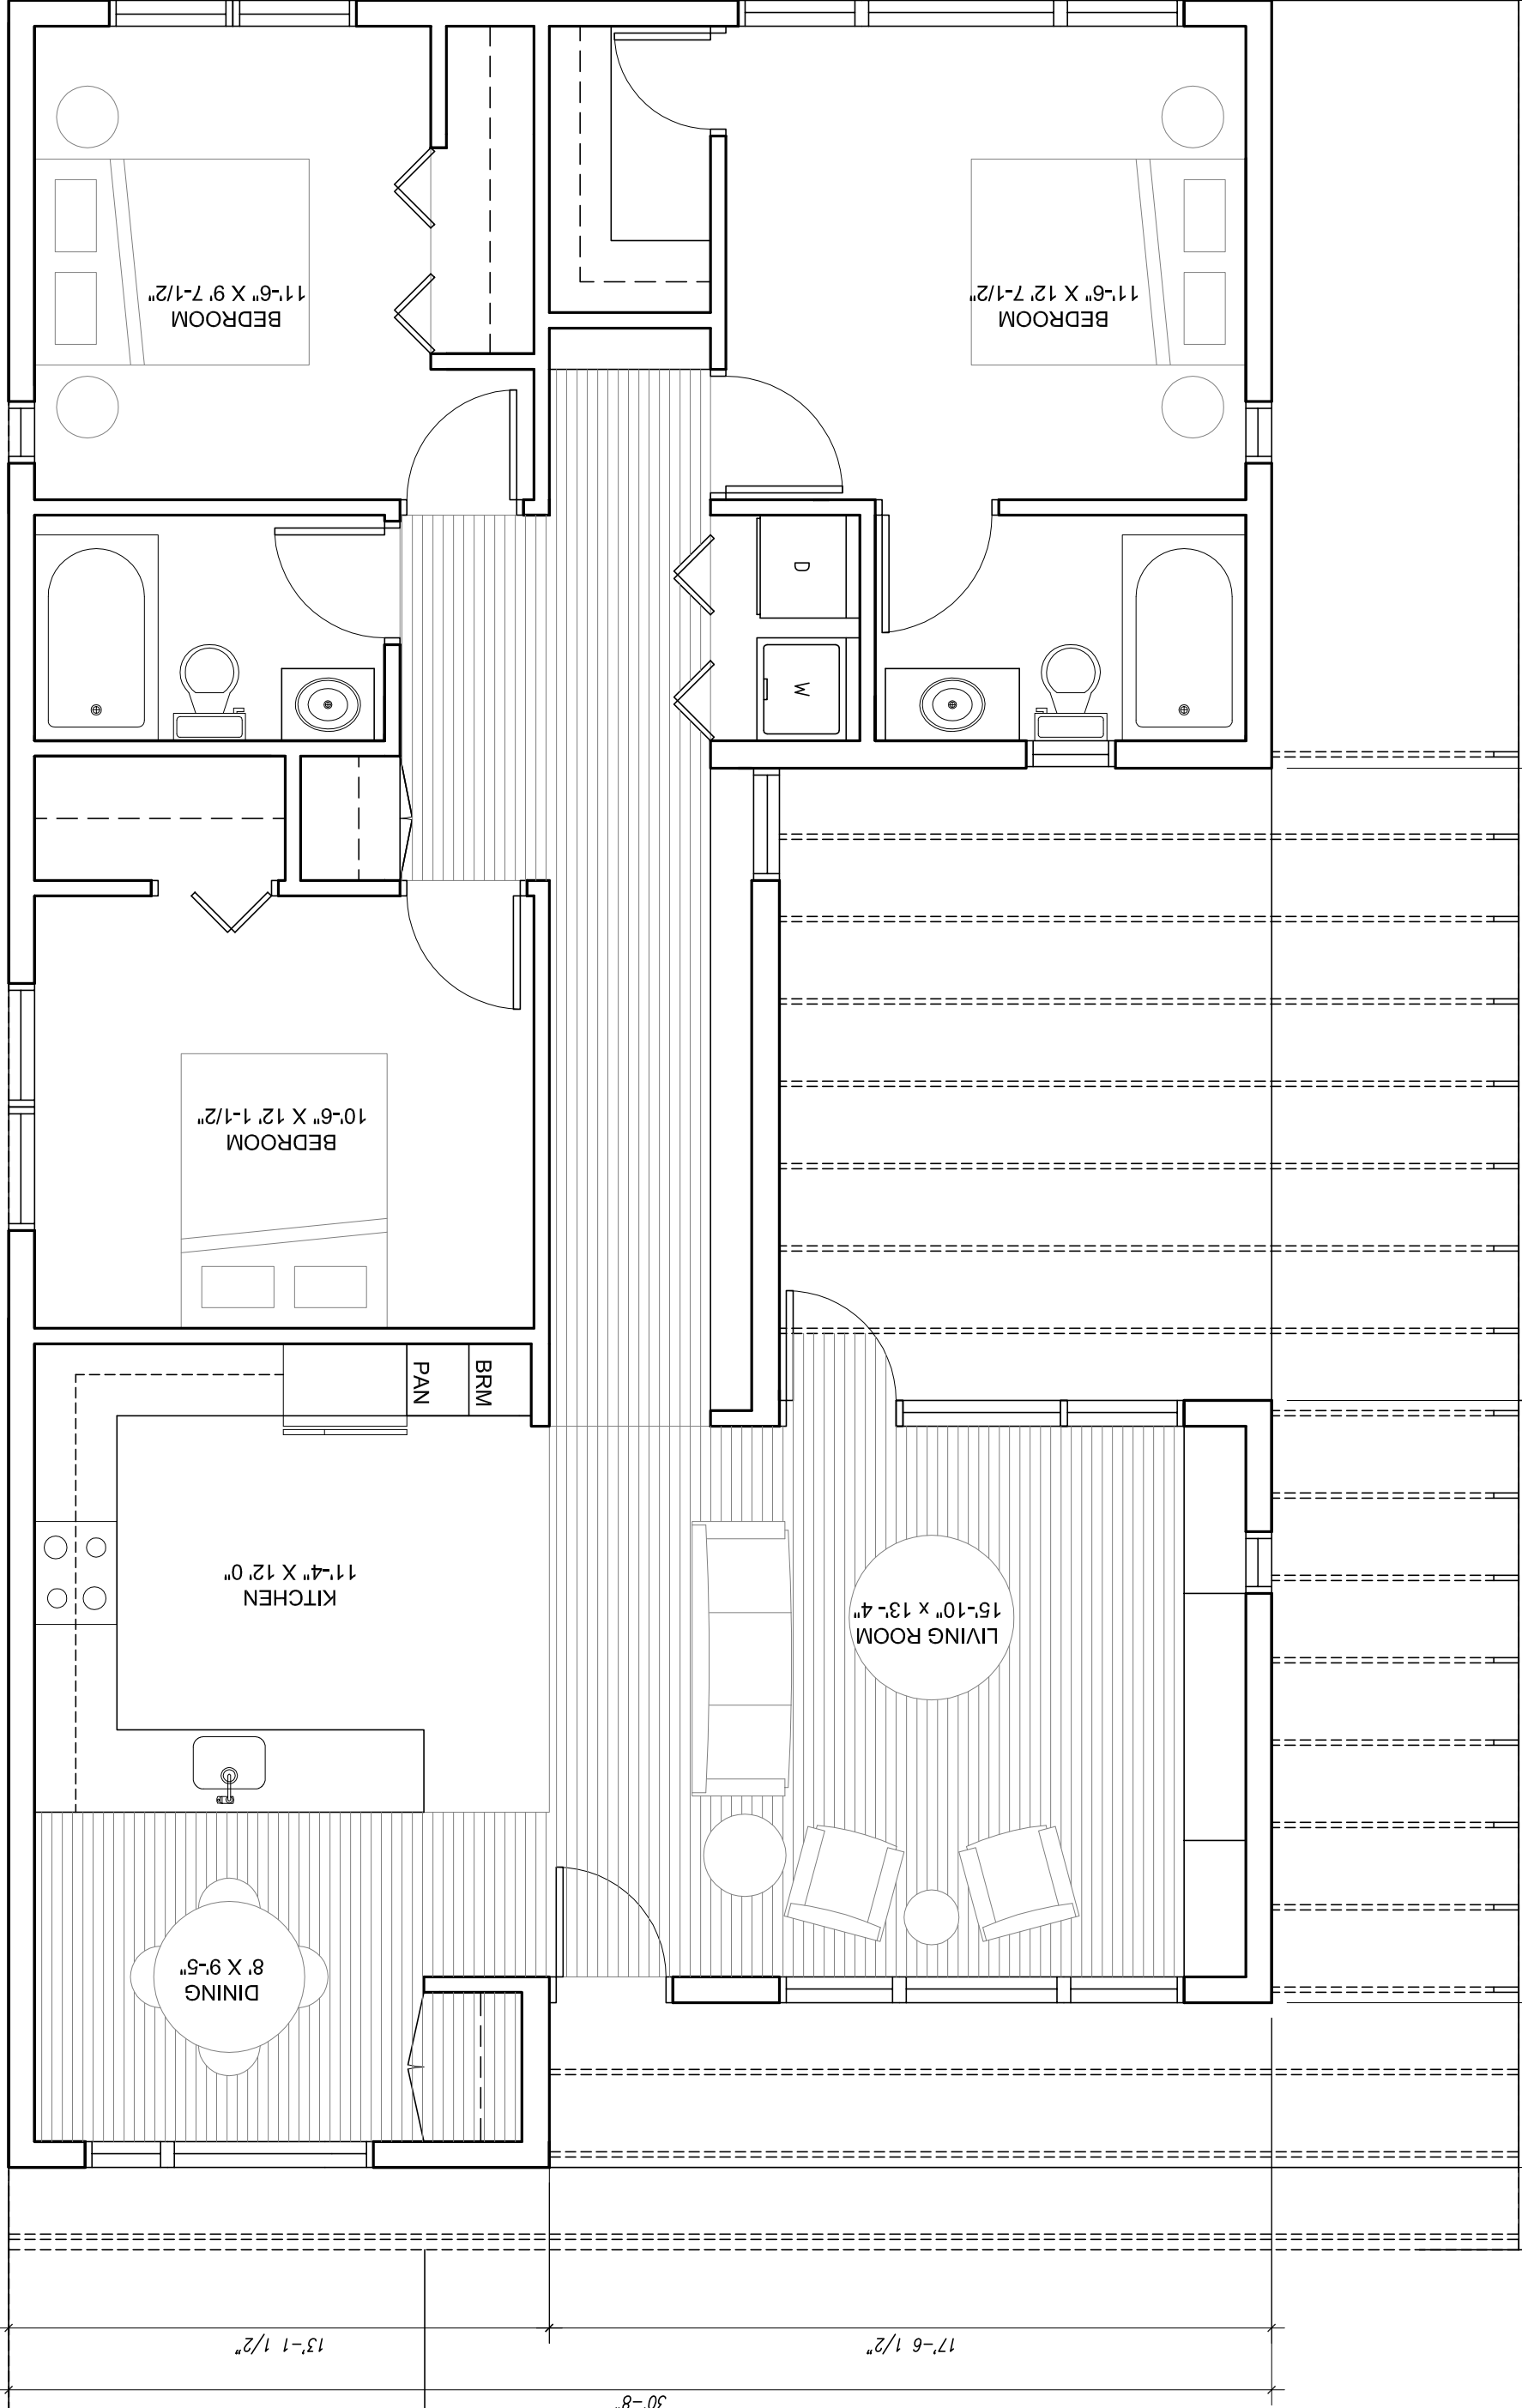 30'-8"
17'-6 1/2"
13'-1 1/2"
DINING
8' X 9'-5"
LIVING ROOM
15'-10" x 13'- 4"
KITCHEN
11'-4" X 12' 0"
BRM
PAN
BEDROOM
10'-6" X 12' 1-1/2"
W
D
BEDROOM
11'-6" X 12' 7-1/2"
BEDROOM
11'-6" X 9' 7-1/2"